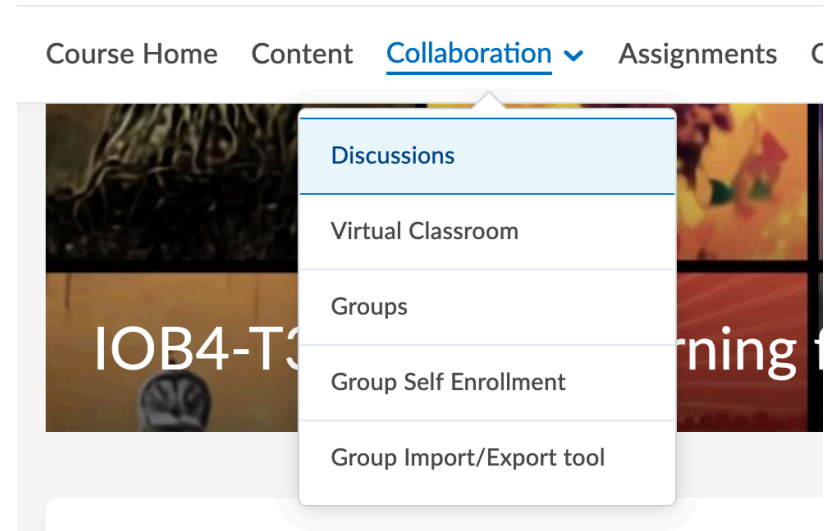 Course Home Content Collaboration Assignments
Discussions
Virtual Classroom
Groups
IOB4-T3 rning
Group Self Enrollment
Group Import/Export tool